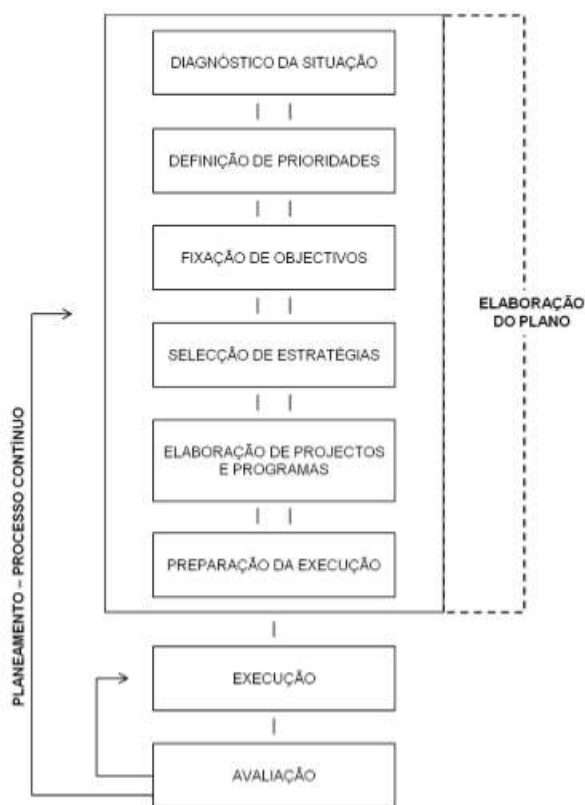 DIAGNÓSTICO DA SITUAÇÃO
DEFINIÇÃO DE PRIORIDADES
FIXAÇÃO DE OBJECTIVOS
SELECÇÃO DE ESTRATÉGIAS
ELABORAÇÃO DE PROJECTOS
E PROGRAMAS
PREPARAÇÃO DA EXECUÇÃO
ELABORAÇÃO
DO PLANO
EXECUÇÃO
AVALIAÇÃO
PLANEAMENTO – PROCESSO CONTÍNUO